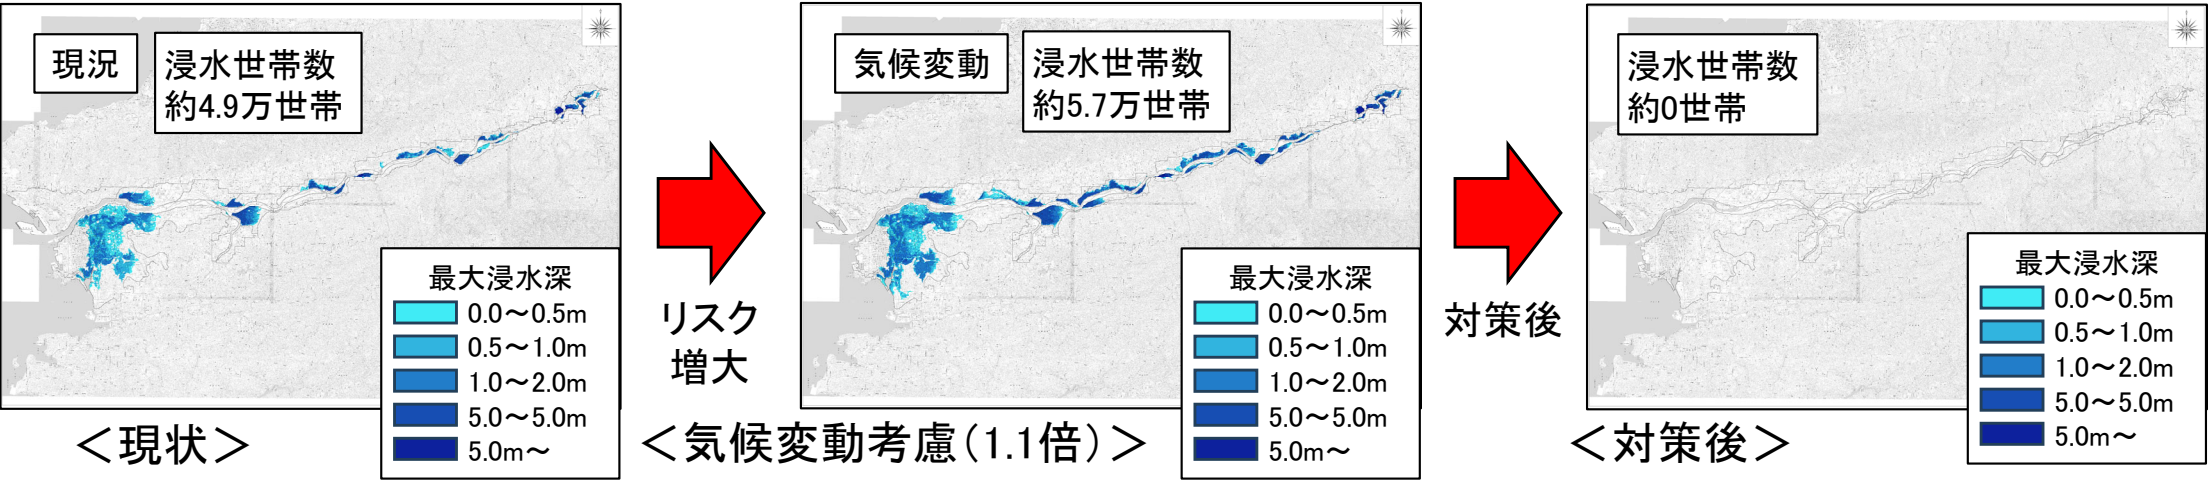 現況
浸水世帯数
約4.9万世帯
最大浸水深
0.0～0.5m
0.5～1.0m
1.0～2.0m
5.0～5.0m
5.0m～
＜現状＞
リスク
増大
気候変動
浸水世帯数
約5.7万世帯
最大浸水深
0.0～0.5m
0.5～1.0m
1.0～2.0m
5.0～5.0m
5.0m～
＜気候変動考慮（1.1倍）＞
対策後
浸水世帯数
約0世帯
最大浸水深
0.0～0.5m
0.5～1.0m
1.0～2.0m
5.0～5.0m
5.0m～
＜対策後＞